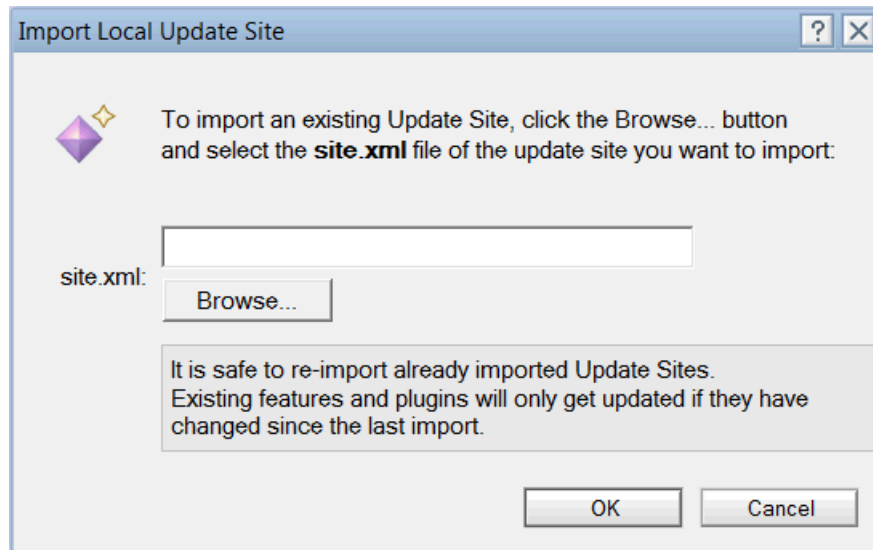 Import Local Update Site
?
To import an existing Update Site, click the Browse... button
and select the site.xml file of the update site you want to import:
site.xml:
Browse...
It is safe to re-import already imported Update Sites.
Existing features and plugins will only get updated if they have
changed since the last import.
OK
Cancel